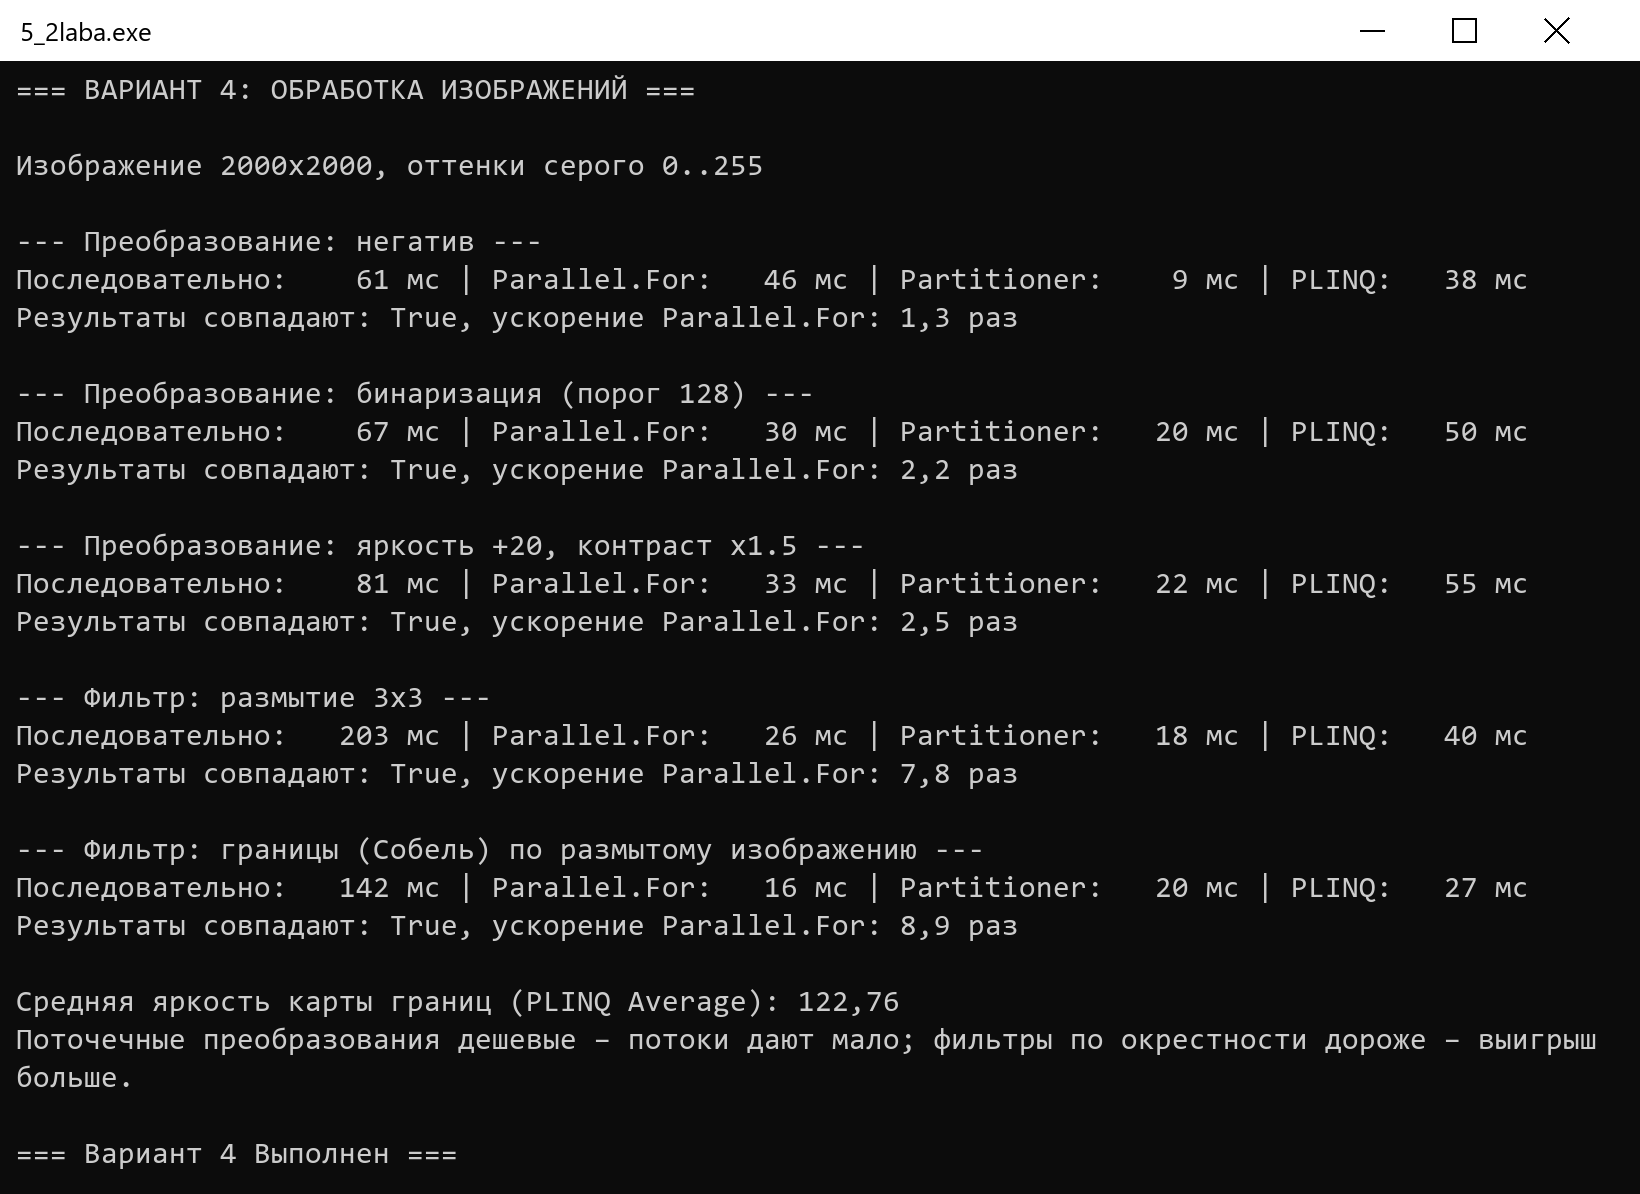 5_2laba.exe
=== ВАРИАНТ 4: ОБРАБОТКА ИЗОБРАЖЕНИЙ ===
Изображение 2000x2000, оттенки серого 0..255
--- Преобразование: негатив ---
Последовательно:    61 мс | Parallel.For:   46 мс | Partitioner:    9 мс | PLINQ:   38 мс
Результаты совпадают: True, ускорение Parallel.For: 1,3 раз
--- Преобразование: бинаризация (порог 128) ---
Последовательно:    67 мс | Parallel.For:   30 мс | Partitioner:   20 мс | PLINQ:   50 мс
Результаты совпадают: True, ускорение Parallel.For: 2,2 раз
--- Преобразование: яркость +20, контраст x1.5 ---
Последовательно:    81 мс | Parallel.For:   33 мс | Partitioner:   22 мс | PLINQ:   55 мс
Результаты совпадают: True, ускорение Parallel.For: 2,5 раз
--- Фильтр: размытие 3x3 ---
Последовательно:   203 мс | Parallel.For:   26 мс | Partitioner:   18 мс | PLINQ:   40 мс
Результаты совпадают: True, ускорение Parallel.For: 7,8 раз
--- Фильтр: границы (Собель) по размытому изображению ---
Последовательно:   142 мс | Parallel.For:   16 мс | Partitioner:   20 мс | PLINQ:   27 мс
Результаты совпадают: True, ускорение Parallel.For: 8,9 раз
Средняя яркость карты границ (PLINQ Average): 122,76
Поточечные преобразования дешевые – потоки дают мало; фильтры по окрестности дороже – выигрыш
больше.
=== Вариант 4 Выполнен ===